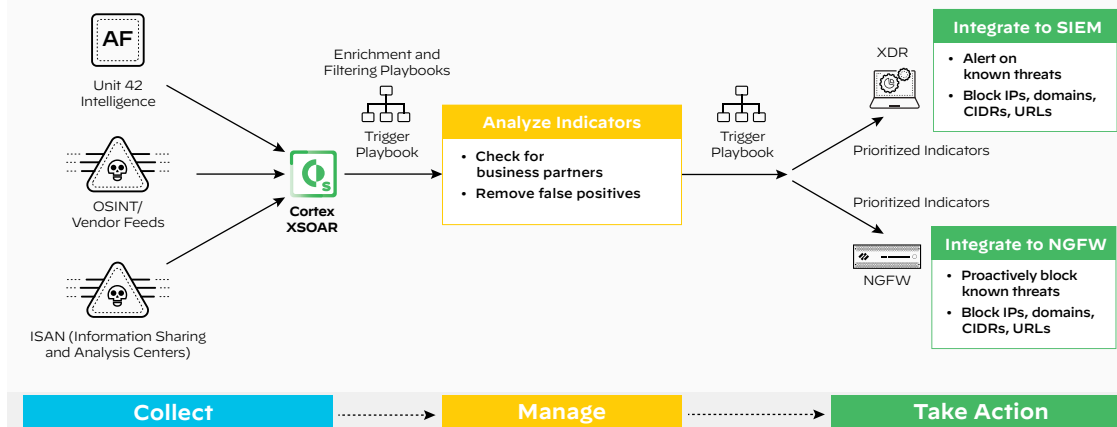 AF
Unit 42
Intelligence
OSINT/
Vendor Feeds
ISAN (Information Sharing
and Analysis Centers)
S
Cortex
XSOAR
Enrichment and
Filtering Playbooks
Trigger
Playbook
Analyze Indicators
• Check for
business partners
• Remove false positives
Trigger
Playbook
XDR
Prioritized Indicators
Prioritized Indicators
NGFW
Integrate to SIEM
• Alert on
known threats
• Block IPs, domains,
CIDRs, URLs
Integrate to NGFW
• Proactively block
known threats
• Block IPs, domains,
CIDRs, URLs
Collect
Manage
Take Action